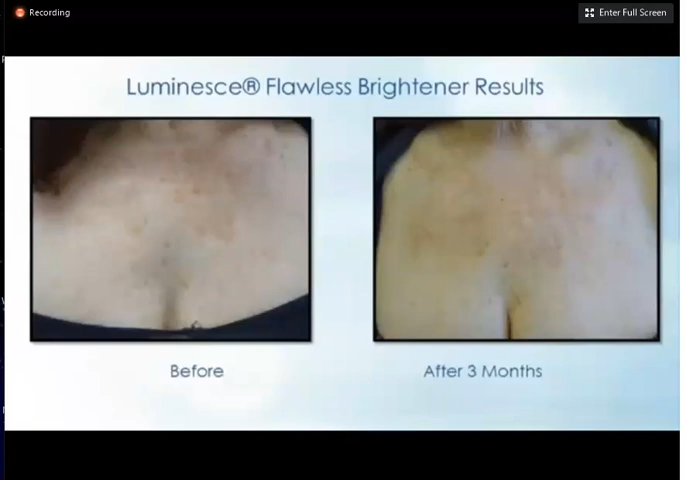 Recording
Enter Full Screen
Luminesce® Flawless Brightener Results
Before
After 3 Months